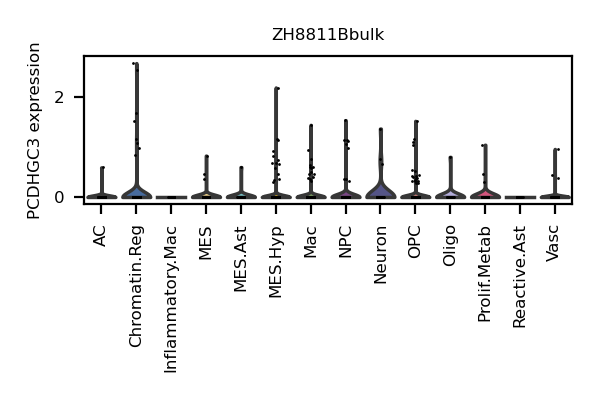 ZH8811Bbulk
PCDHGC3 expression
2
0
AC
Chromatin.Reg
Inflammatory.Mac
MES
MES.Ast
MES.Hyp
Mac
NPC
Neuron
OPC
Oligo
Prolif.Metab
Reactive.Ast
Vasc